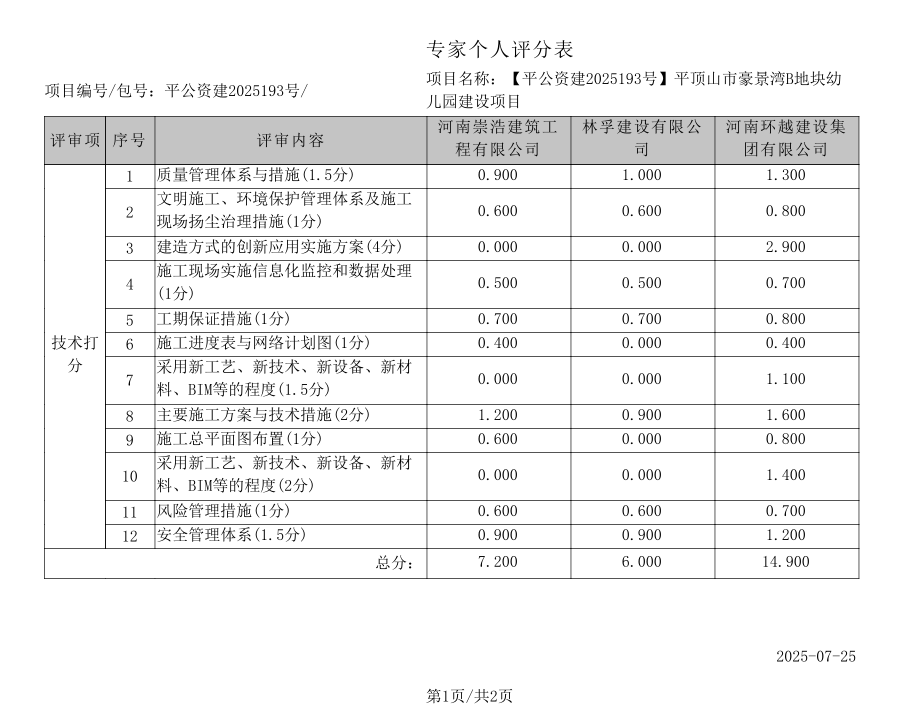 专家个人评分表
项目编号/包号：平公资建2025193号/
项目名称：【平公资建2025193号】平顶山市豪景湾B地块幼
儿园建设项目
评审项 序号 评审内容 河南崇浩建筑工 林孚建设有限公 河南环越建设集
程有限公司 司 团有限公司
1 质量管理体系与措施(1.5分) 0.900 1.000 1.300
文明施工、环境保护管理体系及施工
2 现场扬尘治理措施(1分) 0.600 0.600 0.800
3 建造方式的创新应用实施方案(4分) 0.000 0.000 2.900
施工现场实施信息化监控和数据处理
4 (1分) 0.500 0.500 0.700
5 工期保证措施(1分) 0.700 0.700 0.800
技术打
分
6 施工进度表与网络计划图(1分) 0.400 0.000 0.400
采用新工艺、新技术、新设备、新材
7 料、BIM等的程度(1.5分) 0.000 0.000 1.100
8 主要施工方案与技术措施(2分) 1.200 0.900 1.600
9 施工总平面图布置(1分) 0.600 0.000 0.800
采用新工艺、新技术、新设备、新材
10 料、BIM等的程度(2分) 0.000 0.000 1.400
11 风险管理措施(1分) 0.600 0.600 0.700
12 安全管理体系(1.5分) 0.900 0.900 1.200
总分： 7.200 6.000 14.900
2025-07-25
第1页/共2页